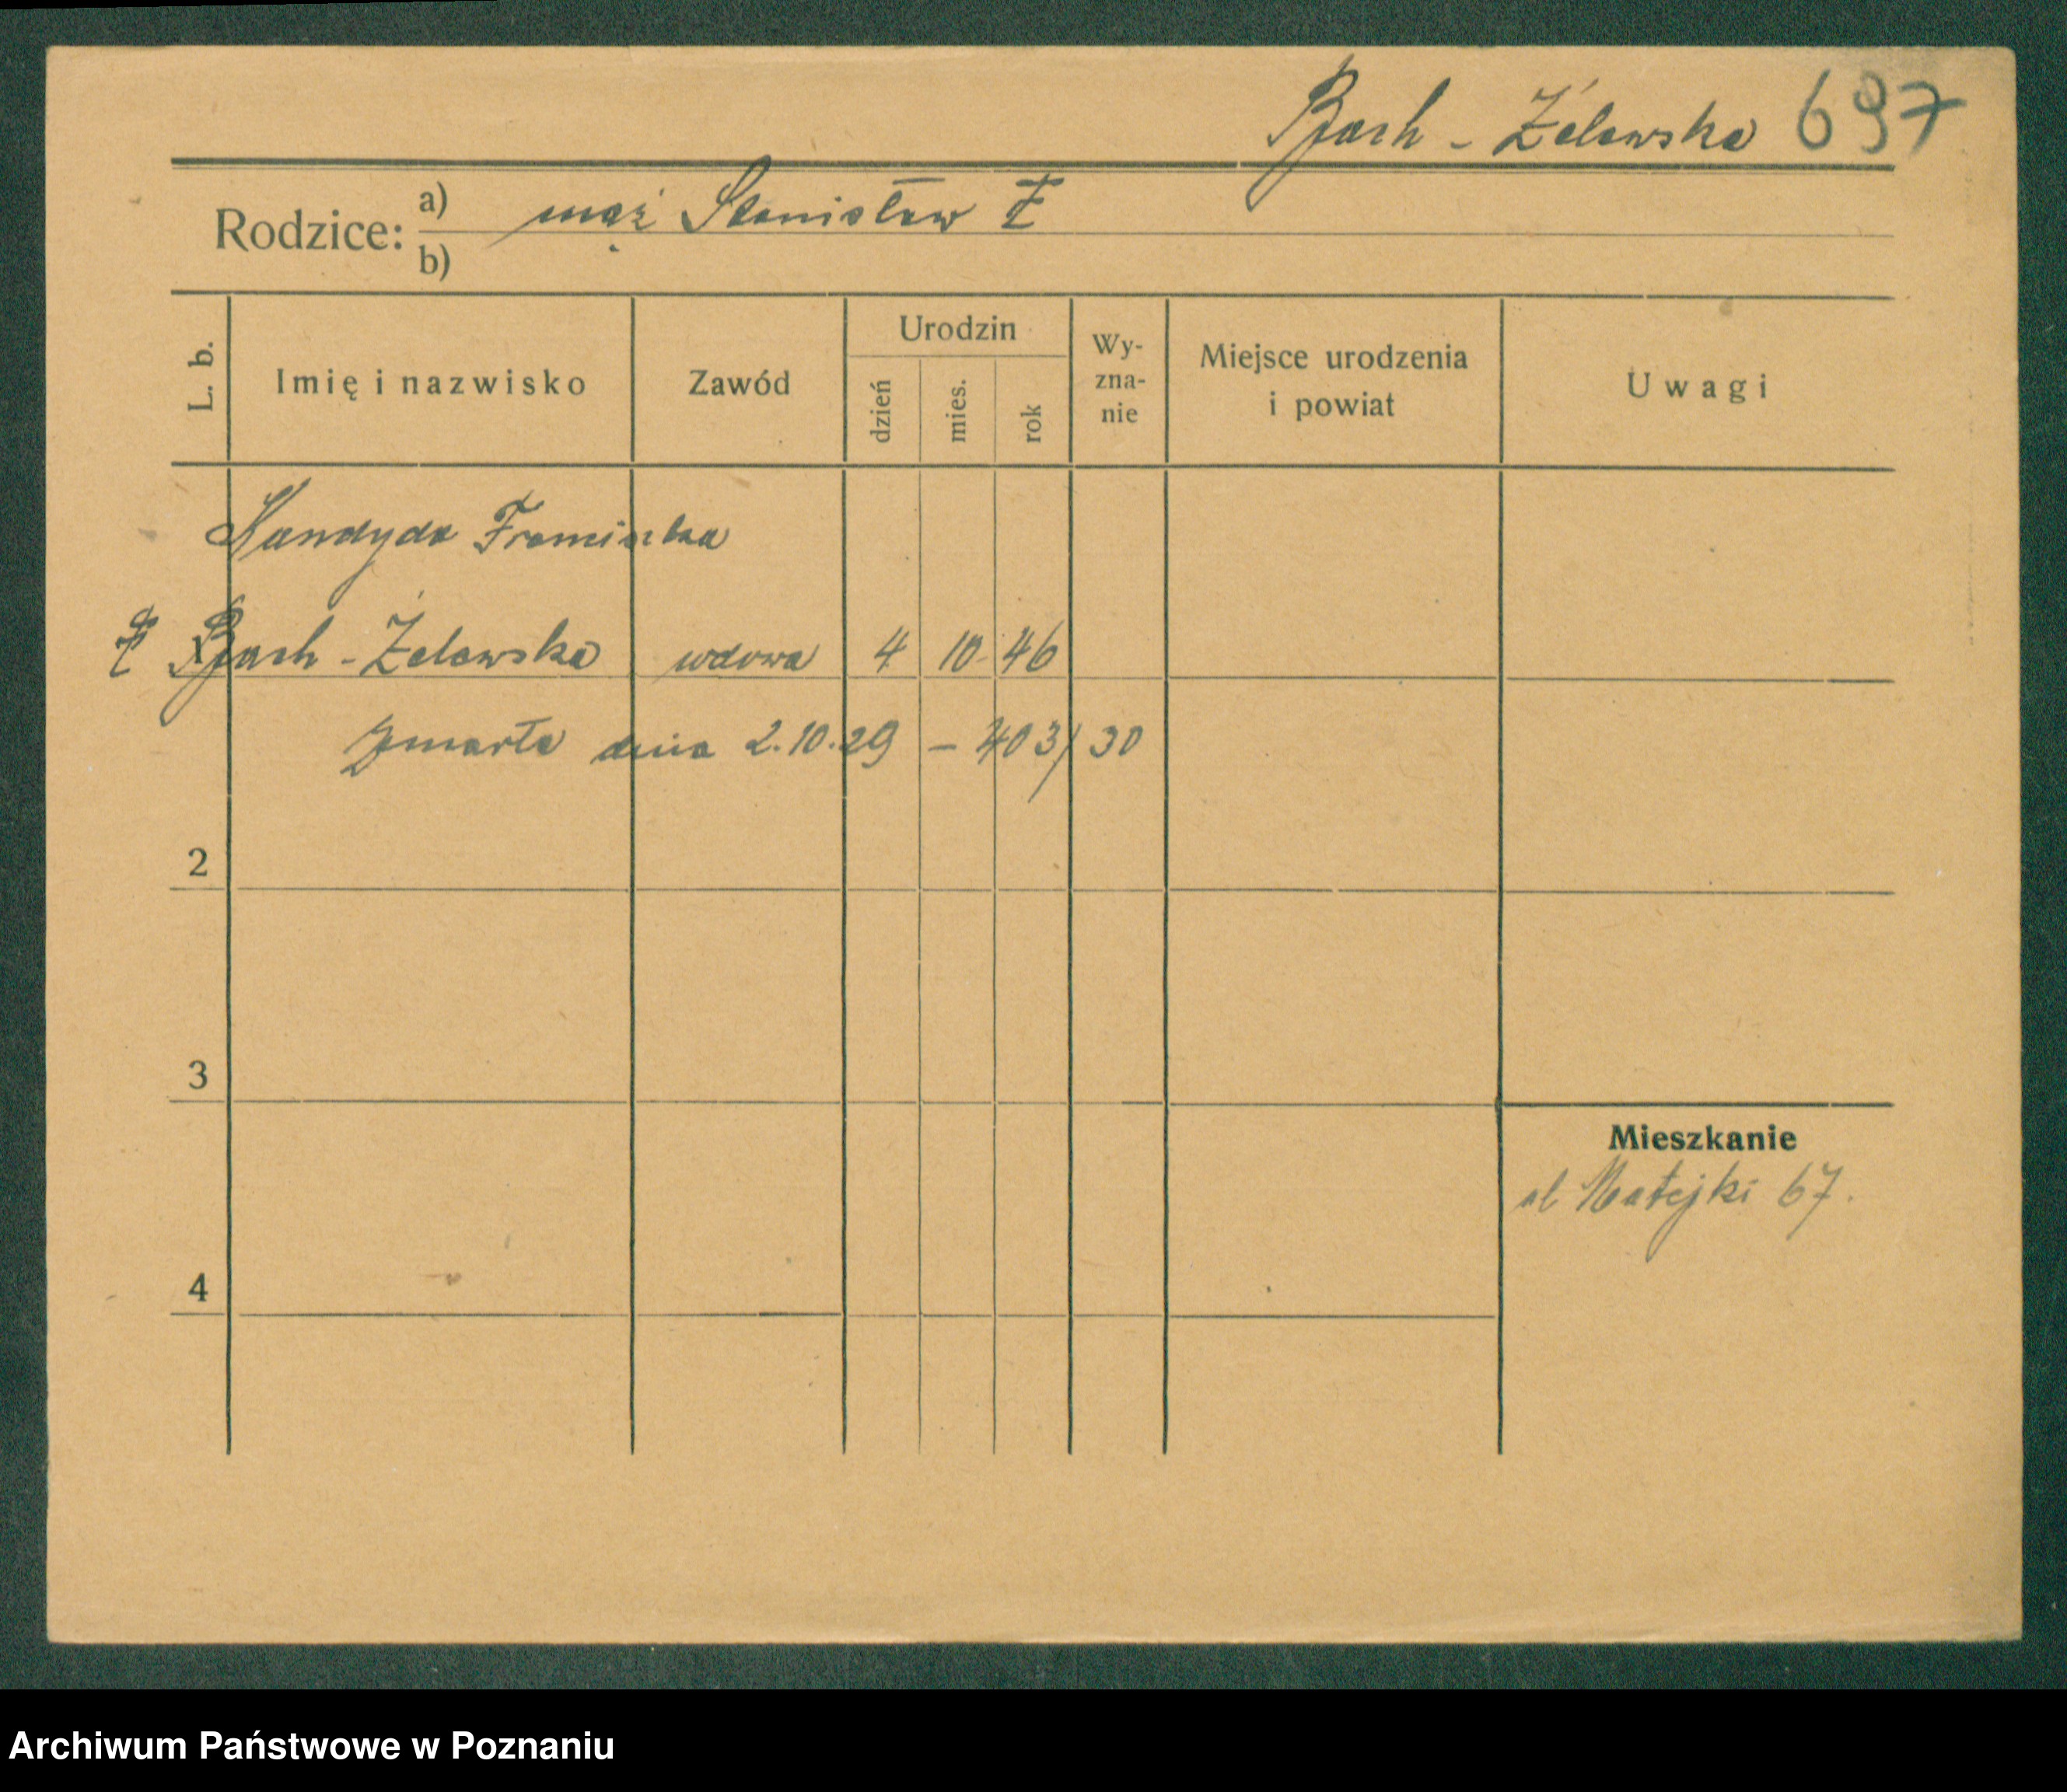 Bach - Żelewska 697
Rodzice: a) mąż Stanisław
b)
L. b. Imię i nazwisko Zawód Urodzin dzień mies. rok Wy-zna-nie Miejsce urodzenia i powiat Uwagi
Kandyda Franciszka
Bach - Żelewska wdowa 4 10 46
zmarła dnia 2.10.29 - 403/30
2
3
Mieszkanie
ul Matejki 67.
4
Archiwum Państwowe w Poznaniu